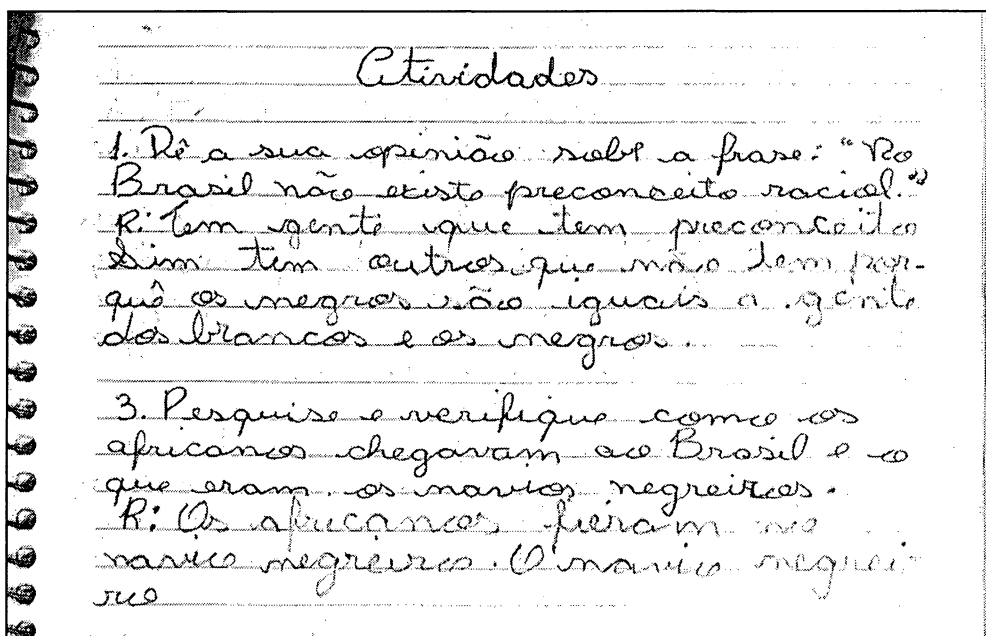 Atividades
1. Dê a sua opinião sobre a frase: "No
Brasil não existe preconceito racial."
R: Tem gente que tem preconceito
sim tem outros que não tem por-
quê os negros são iguais a gente
dos brancos e os negros.
3. Pesquise e verifique como os
africanos chegavam ao Brasil e o
que eram os navios negreiros.
R: Os africanos vieram no
navio negreiro. O navio negrei
ro